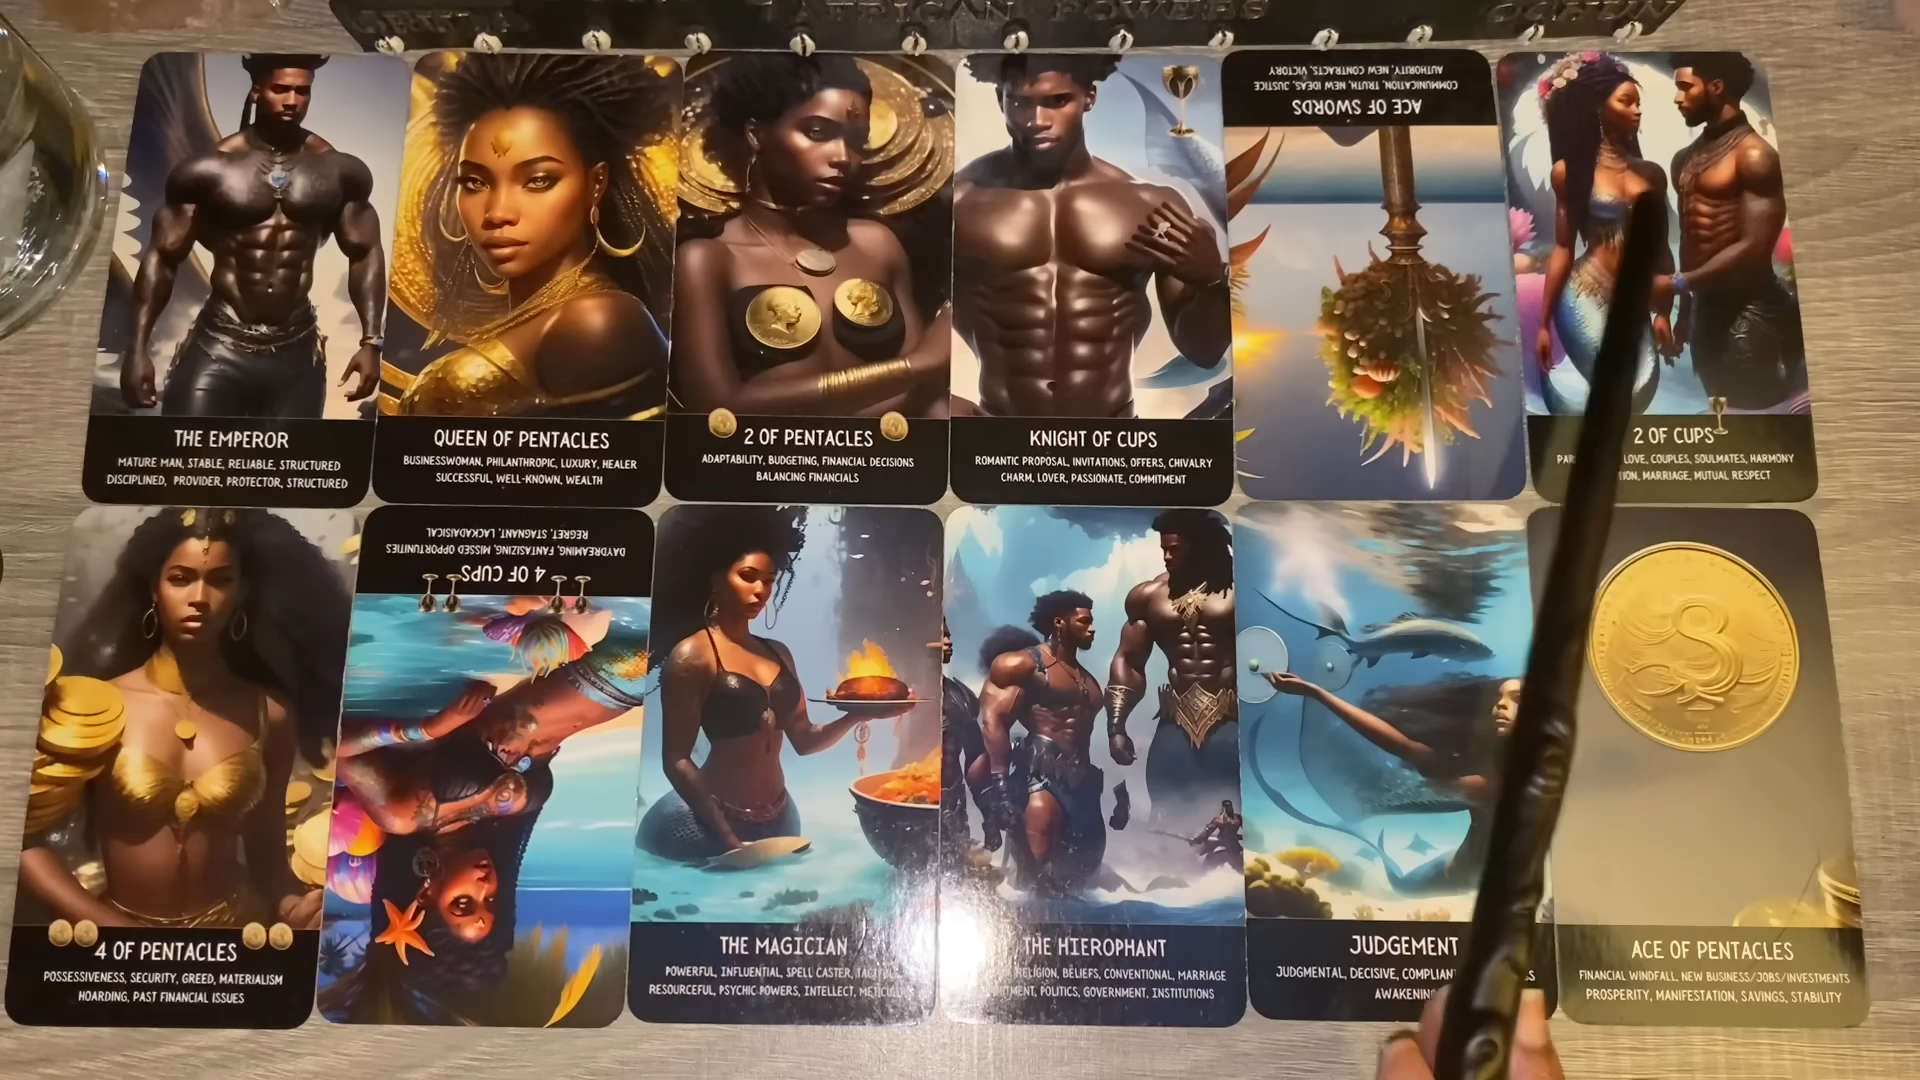 AFRICAN POWERS
OCHUN
THE EMPEROR
MATURE MAN, STABLE, RELIABLE, STRUCTURED
DISCIPLINED, PROVIDER, PROTECTOR, STRUCTURED
QUEEN OF PENTACLES
BUSINESSWOMAN, PHILANTHROPIC, LUXURY, HEALER
SUCCESSFUL, WELL-KNOWN, WEALTH
2 OF PENTACLES
ADAPTABILITY, BUDGETING, FINANCIAL DECISIONS
BALANCING FINANCIALS
KNIGHT OF CUPS
ROMANTIC PROPOSAL, INVITATIONS, OFFERS, CHIVALRY
CHARM, LOVER, PASSIONATE, COMMITMENT
ACE OF SWORDS
COMMUNICATION, TRUTH, NEW IDEAS, JUSTICE
AUTHORITY, NEW CONTRACTS, VICTORY
2 OF CUPS
LOVE, COUPLES, SOULMATES, HARMONY
MARRIAGE, MUTUAL RESPECT
4 OF PENTACLES
POSSESSIVENESS, SECURITY, GREED, MATERIALISM
HOARDING, PAST FINANCIAL ISSUES
4 OF CUPS
DAYDREAMING, FANTASIZING, MISSED OPPORTUNITIES
REGRET, STAGNANT, LACKADAISICAL
THE MAGICIAN
POWERFUL, INFLUENTIAL, SPELL CASTER,
RESOURCEFUL, PSYCHIC POWERS, INTELLECT,
THE HIEROPHANT
RELIGION, BELIEFS, CONVENTIONAL, MARRIAGE
POLITICS, GOVERNMENT, INSTITUTIONS
JUDGEMENT
JUDGMENTAL, DECISIVE,
ACE OF PENTACLES
FINANCIAL WINDFALL, NEW BUSINESS/JOBS/INVESTMENTS
PROSPERITY, MANIFESTATION, SAVINGS, STABILITY